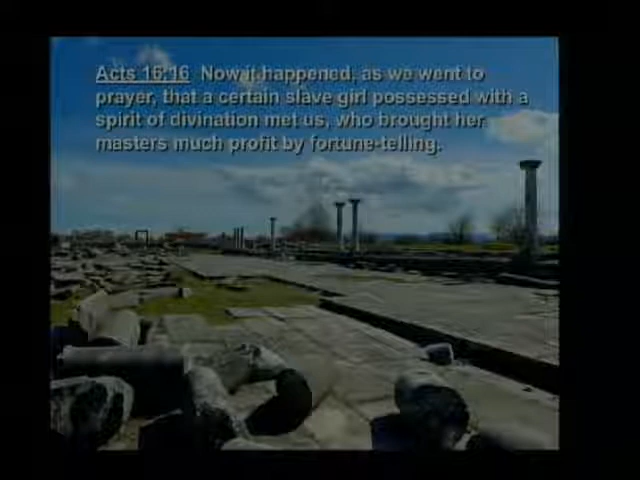 Acts 16:16 Now it happened, as we went to
prayer, that a certain slave girl possessed with a
spirit of divination met us, who brought her
masters much profit by fortune-telling.